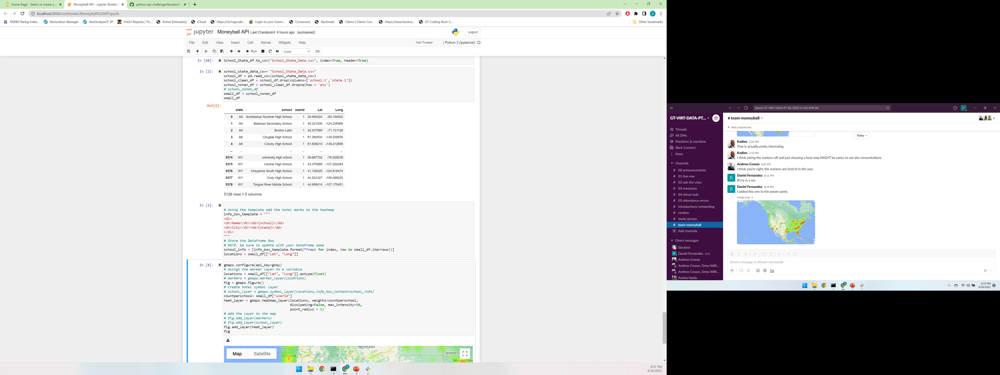 Home Page - Select or create a n
Moneyball API - Jupyter Noteboo
python-api-challenge/VacationPy
localhost:8888/notebooks/Moneyball%20API.ipynb
D
RARBG Rarbg Index...
Restoration Manager
XactAnalysis® SP
FitGirl Repacks | Th...
Active Estimate(s)
iCloud
https://cb.hsgcode...
Login to your Guest...
Conservice
Xactimate
Claims | Claims Con...
https://www.bootca...
GT-Coding-Boot-C...
Other bookmarks
jupyter Moneyball API Last Checkpoint: 4 hours ago (autosaved)
Logout
File Edit View Insert Cell Kernel Widgets Help
Not Trusted
Python 3 (ipykernel)
Run
Code
In [48]: School_State_df.to_csv("School_State_Data.csv", index=True, header=True)
In [2]: school_state_data_csv= "School_State_Data.csv"
school_df = pd.read_csv(school_state_data_csv)
school_clean_df = school_df.drop(columns=['school.1','state.1'])
school_nonan_df = school_clean_df.dropna(how = 'any')
# school_nonan_df
small_df = school_nonan_df
small_df
Out[2]:
state school userId Lat Long
0 AK Archbishop Rummel High School 1 29.990024 -90.159322
1 AK Ballenas Secondary School 1 49.321930 -124.338968
2 AK Boston Latin 1 42.337889 -71.101128
3 AK Chugiak High School 1 61.368534 -149.536555
4 AK Colony High School 1 61.608210 -149.212695
... ... ... ... ... ...
5374 WV university high school 1 39.687722 -79.928539
5375 WY Central High School 1 43.075968 -107.290284
5376 WY Cheyenne South High School 1 41.108425 -104.818474
5377 WY Cody High School 1 44.524327 -109.068325
5378 WY Tongue River Middle School 1 44.906414 -107.175451
5129 rows × 5 columns
In [3]:
# Using the template add the hotel marks to the heatmap
info_box_template = """
<dl>
<dt>Name</dt><dd>{school}</dd>
<dt>City</dt><dd>{state}</dd>
</dl>
"""
# Store the DataFrame Row
# NOTE: be sure to update with your DataFrame name
school_info = [info_box_template.format(**row) for index, row in small_df.iterrows()]
locations = small_df[["Lat", "Long"]]
In [8]: gmaps.configure(api_key=gkey)
# Assign the marker layer to a variable
locations = small_df[["Lat", "Long"]].astype(float)
# markers = gmaps.marker_layer(locations)
fig = gmaps.figure()
# Create hotel symbol layer
# school_layer = gmaps.symbol_layer(locations,info_box_content=school_info)
countperschool= small_df["userId"]
heat_layer = gmaps.heatmap_layer(locations, weights=countperschool,
dissipating=False, max_intensity=50,
point_radius = 1)
# Add the layer to the map
# fig.add_layer(markers)
# fig.add_layer(school_layer)
fig.add_layer(heat_layer)
fig
MONTANA
Map Satellite
Portland
MINNESO
Minneapolis
8:37 PM
4/30/2022
Search GT-VIRT-DATA-PT-03-2022-U-LOL-MW (A)
D
GT-VIRT-DATA-PT...
Threads
All DMs
Mentions & reactions
Slack Connect
More
Channels
# 00-announcements
# 01-live-mw
# 02-ask-the-class
# 03-resources
# 04-shout-outs
# 05-attendance-errors
# introductions-networking
# random
# study-groups
# team-moneyball
+ Add channels
Direct messages
Slackbot
Daniel Fernandez you
Andrew Cowan
Andrew Cowan, Drew Willi...
Andrew Cowan, Drew Willi...
Anisha Naidu
# team-moneyball
6
+ Add a bookmark
Today
Kadien 5:24 PM
That is actually pretty interesting
Kadien 5:35 PM
I think taking the markers off and just showing a heat map MIGHT be easier to see the concentrations
Andrew Cowan 6:02 PM
I think you're right, the markers are kind of in the way
D
Daniel Fernandez 8:12 PM
Ill try in a sec
D
Daniel Fernandez 8:34 PM
I added this one to the power point.
image.png
Send a message to #team-moneyball
Aa
8:37 PM
4/30/2022
6